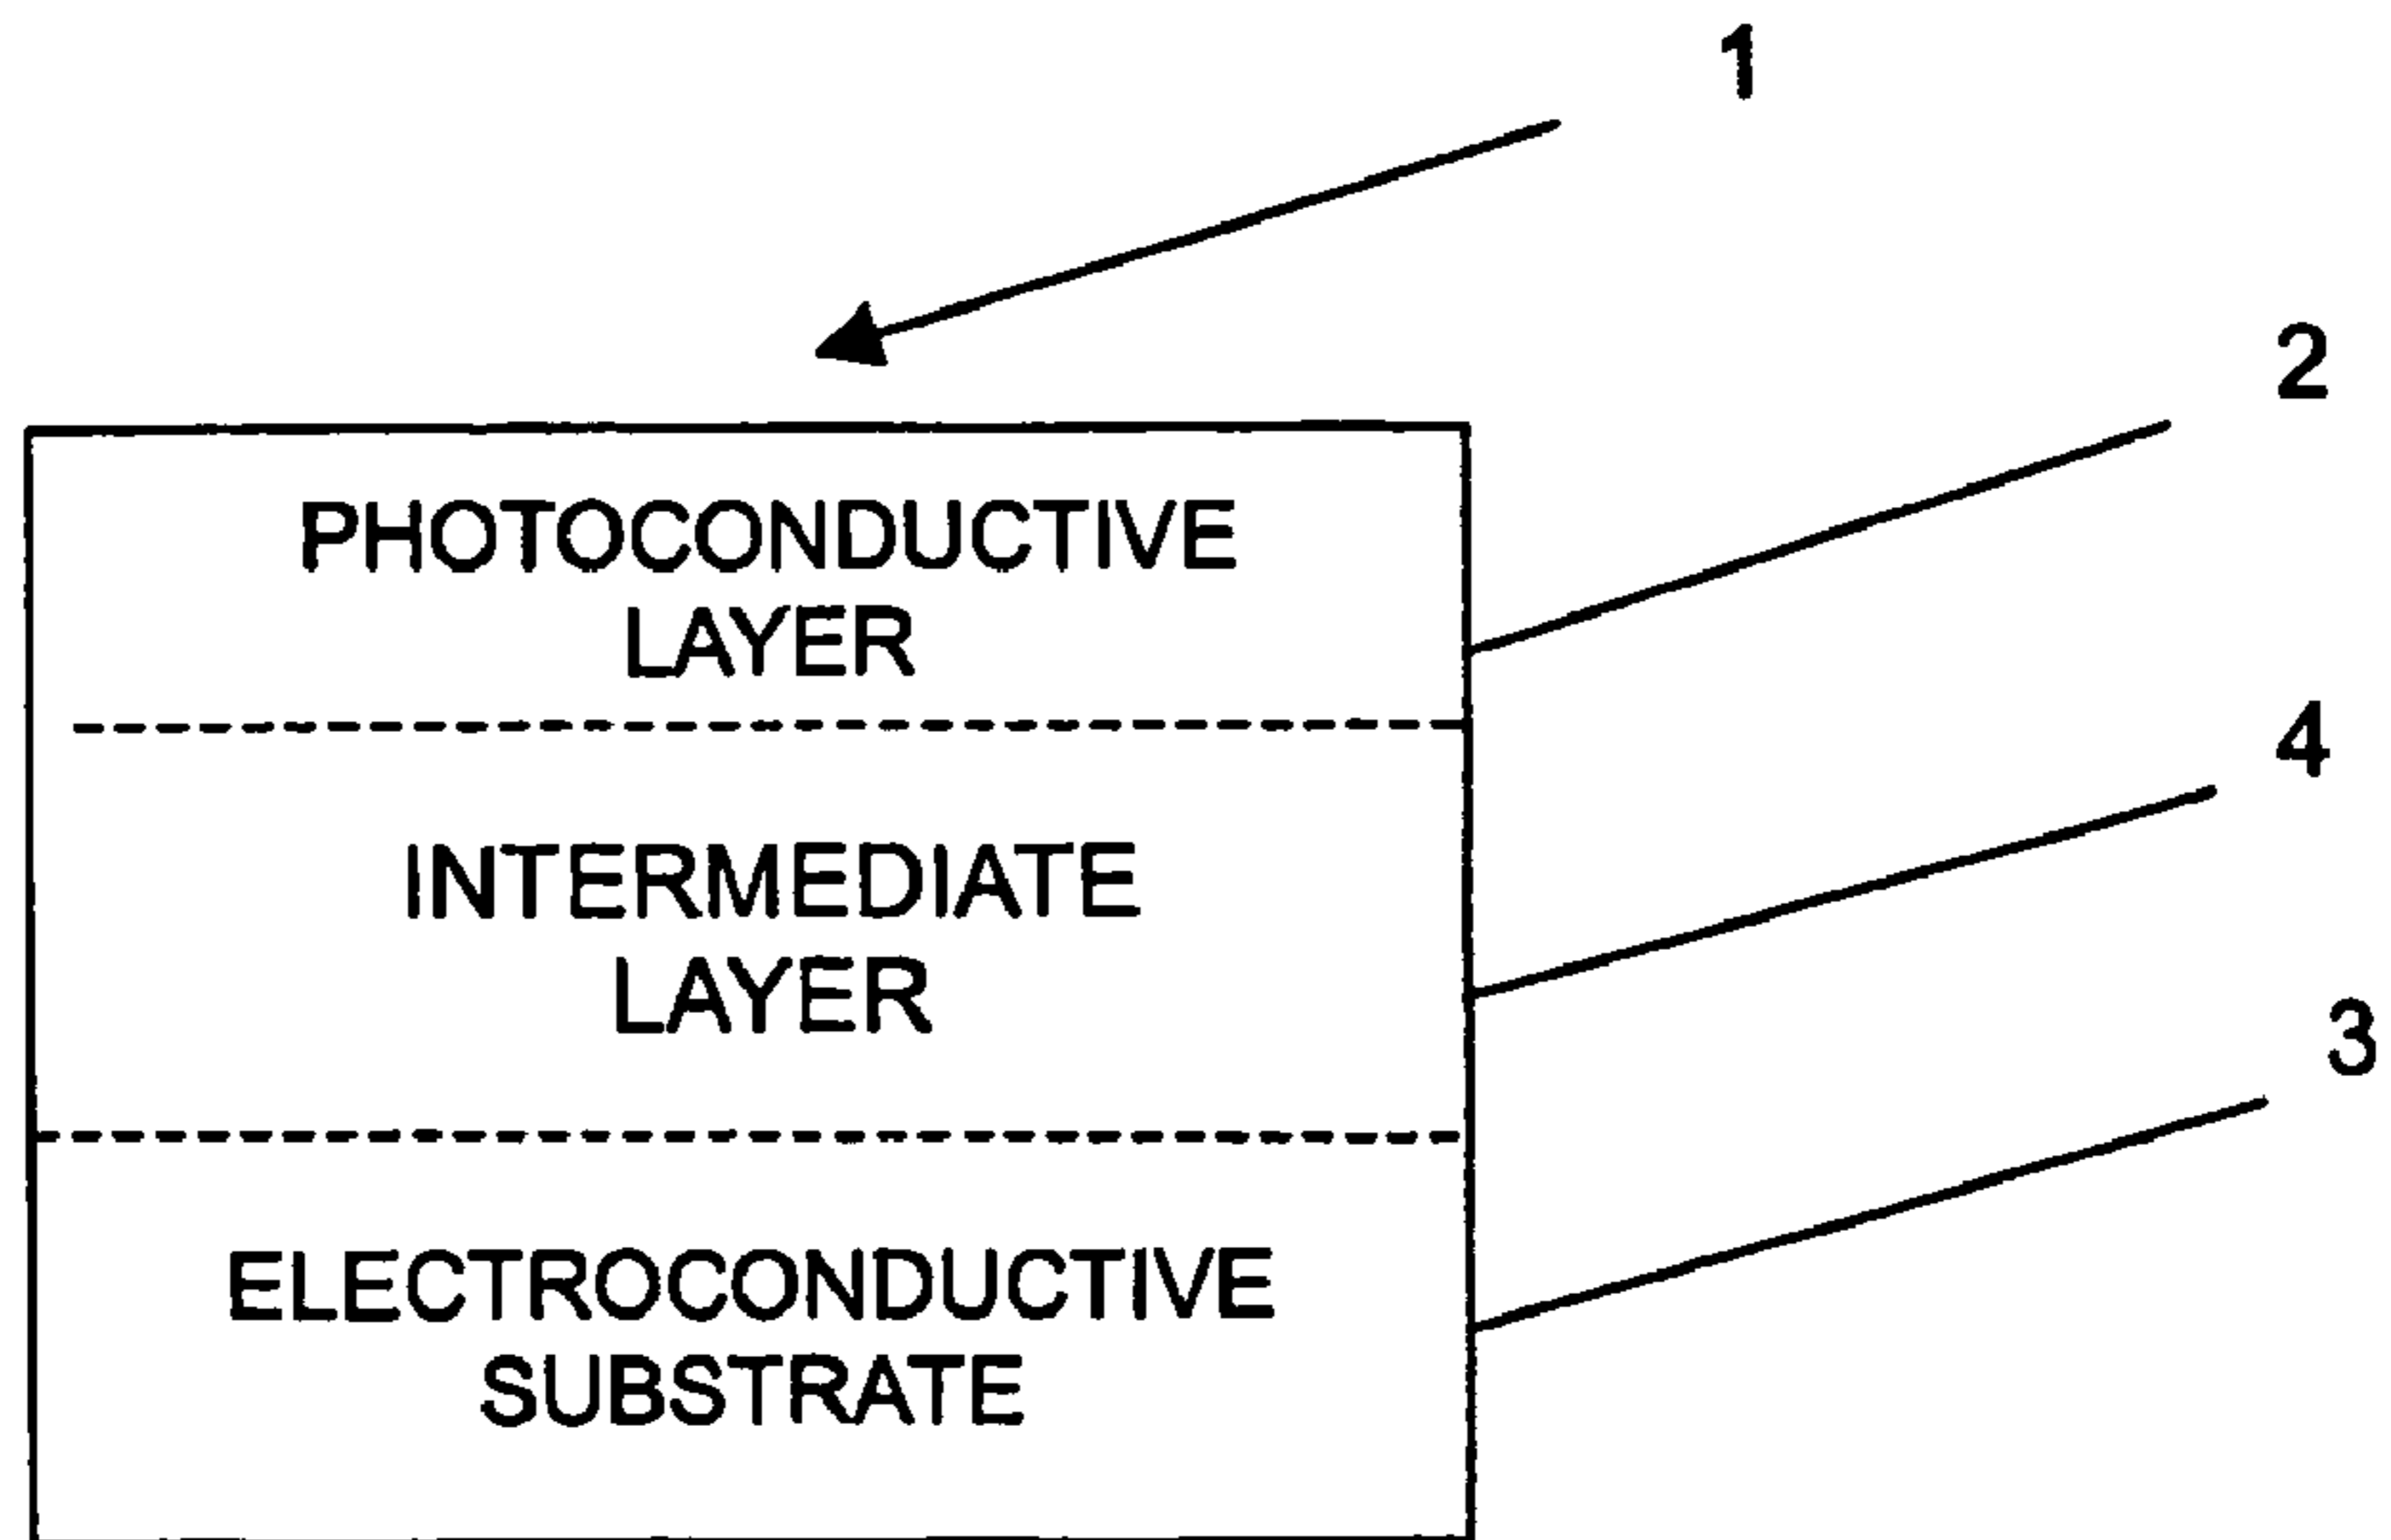 1
2
PHOTOCONDUCTIVE
LAYER
4
INTERMEDIATE
LAYER
3
ELECTROCONDUCTIVE
SUBSTRATE